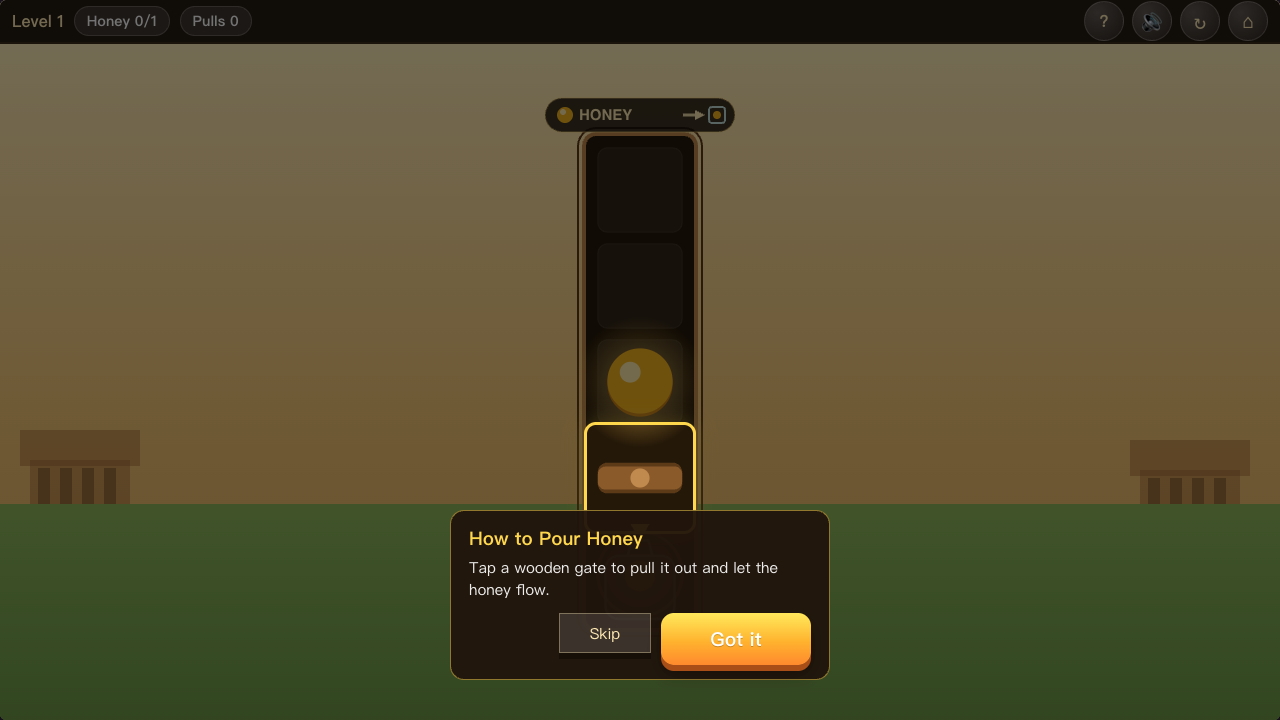 Level 1
Honey 0/1
Pulls 0
?
HONEY
How to Pour Honey
Tap a wooden gate to pull it out and let the
honey flow.
Skip
Got it